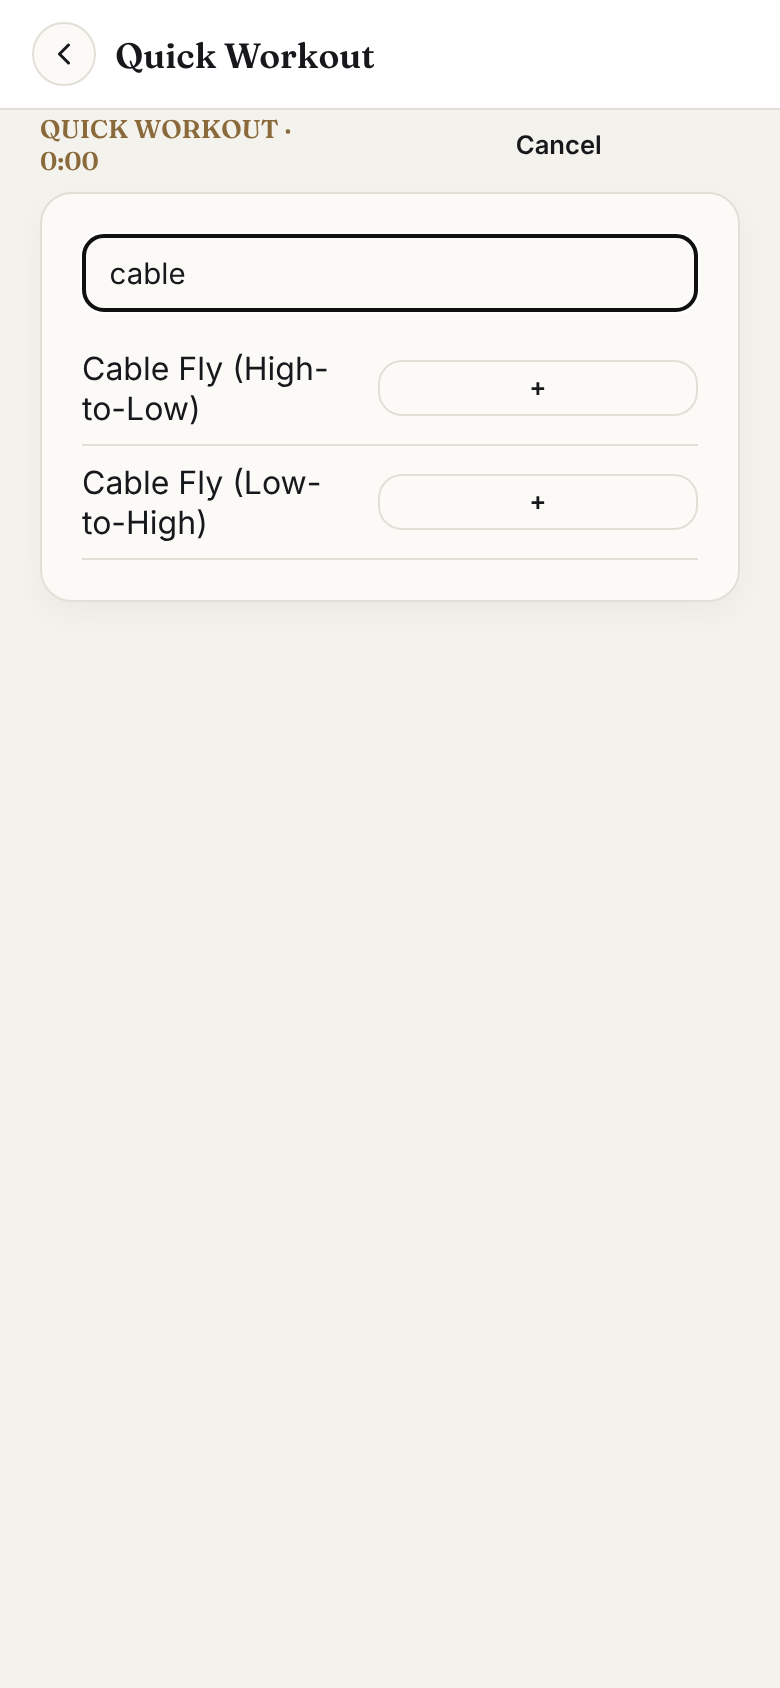 Quick Workout
QUICK WORKOUT ·
0:00
Cancel
cable
Cable Fly (High-
to-Low)
+
Cable Fly (Low-
to-High)
+